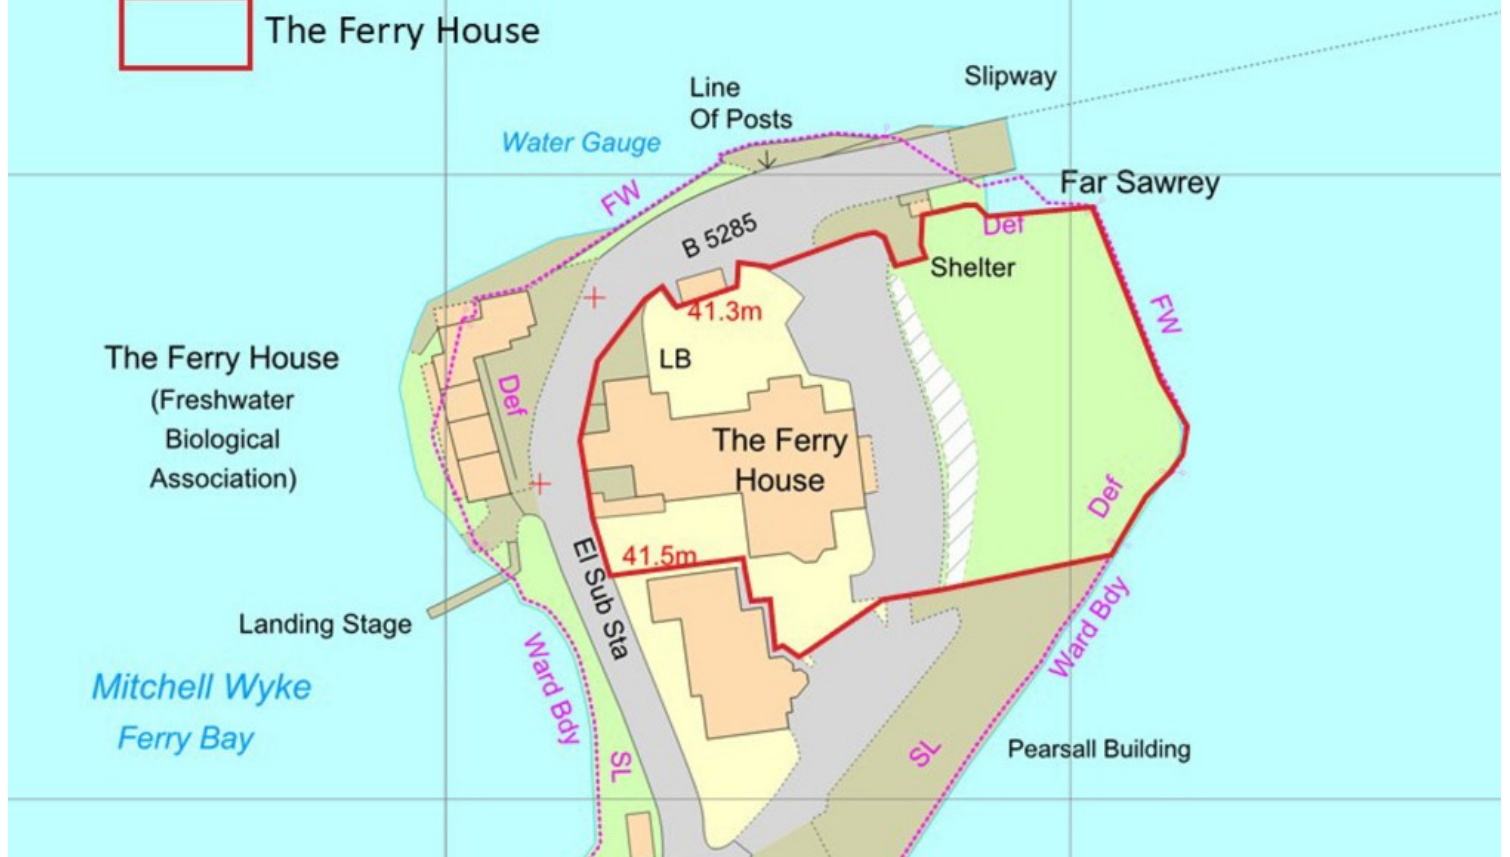 The Ferry House
Slipway
Line
Of Posts
Water Gauge
Far Sawrey
FW
B 5285
Def
Shelter
FW
41.3m
The Ferry House
(Freshwater
Biological
Association)
LB
Def
The Ferry
House
Def
41.5m
El Sub Sta
Landing Stage
Ward Bdy
Ward Bdy
Mitchell Wyke
Ferry Bay
SL
SL
Pearsall Building